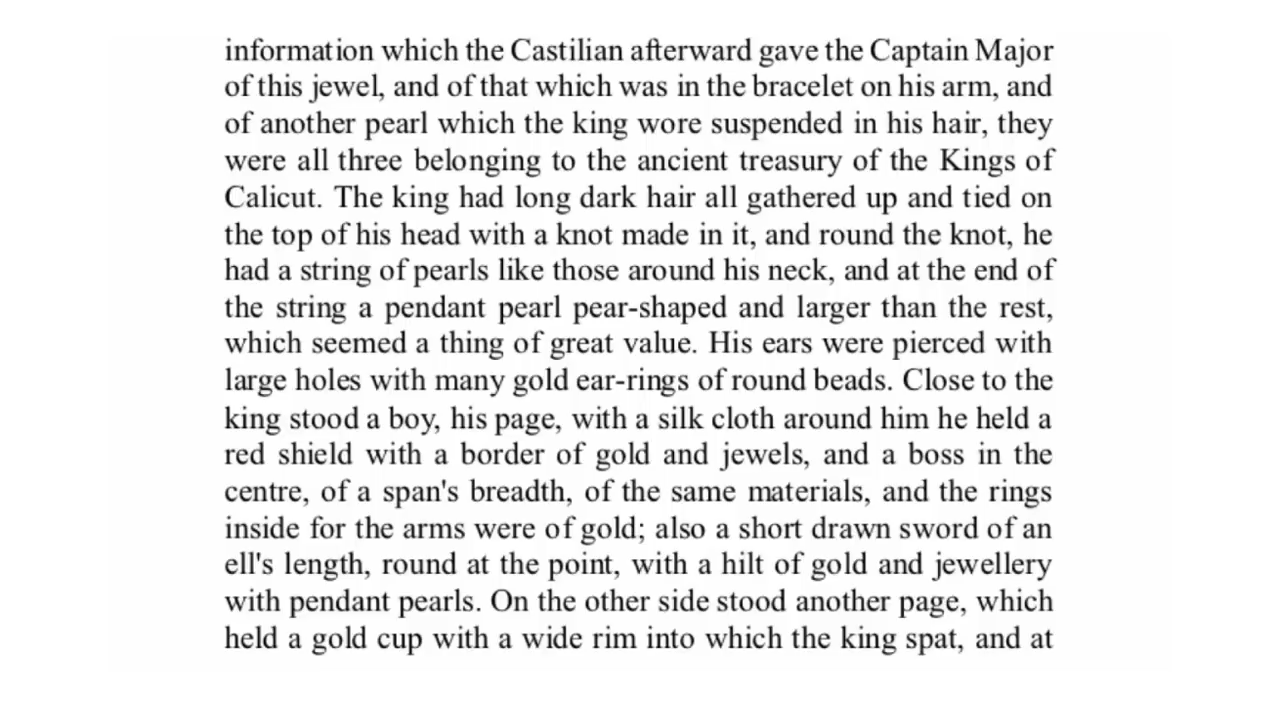 information which the Castilian afterward gave the Captain Major
of this jewel, and of that which was in the bracelet on his arm, and
of another pearl which the king wore suspended in his hair, they
were all three belonging to the ancient treasury of the Kings of
Calicut. The king had long dark hair all gathered up and tied on
the top of his head with a knot made in it, and round the knot, he
had a string of pearls like those around his neck, and at the end of
the string a pendant pearl pear-shaped and larger than the rest,
which seemed a thing of great value. His ears were pierced with
large holes with many gold ear-rings of round beads. Close to the
king stood a boy, his page, with a silk cloth around him he held a
red shield with a border of gold and jewels, and a boss in the
centre, of a span's breadth, of the same materials, and the rings
inside for the arms were of gold; also a short drawn sword of an
ell's length, round at the point, with a hilt of gold and jewellery
with pendant pearls. On the other side stood another page, which
held a gold cup with a wide rim into which the king spat, and at